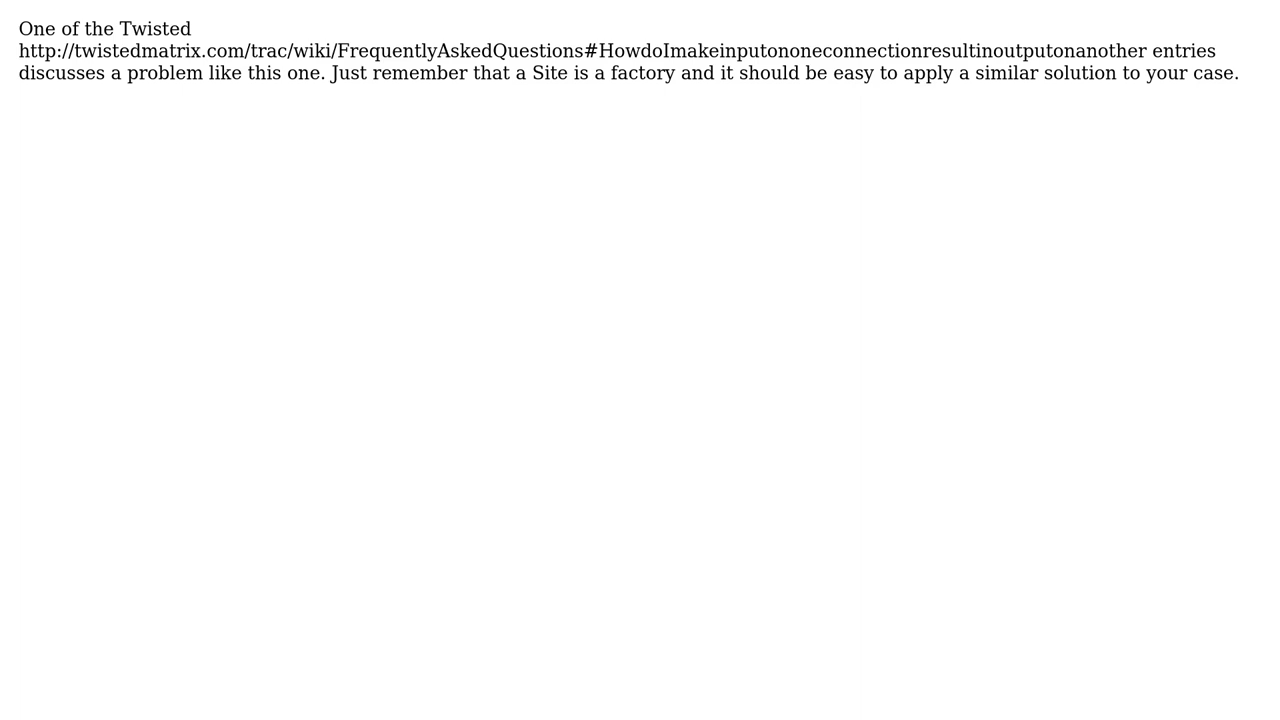 One of the Twisted
http://twistedmatrix.com/trac/wiki/FrequentlyAskedQuestions#HowdoImakeinputononeconnectionresultinoutputonanother entries
discusses a problem like this one. Just remember that a Site is a factory and it should be easy to apply a similar solution to your case.